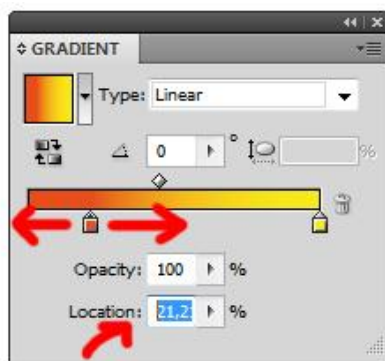 GRADIENT
Type: Linear
0 ° %
Opacity: 100 %
Location: 21,2 %